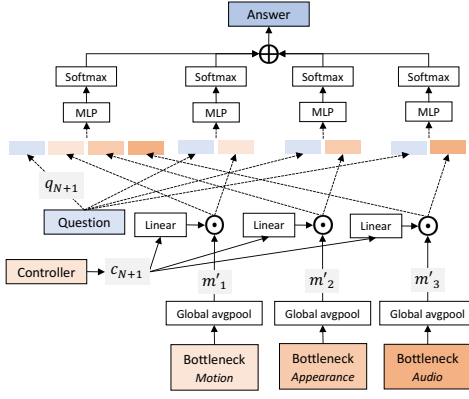 Answer
Softmax Softmax Softmax Softmax
MLP MLP MLP MLP
q_{N+1}
Question
Linear Linear Linear
Controller
c_{N+1}
m'_1 m'_2 m'_3
Global avgpool Global avgpool Global avgpool
Bottleneck Bottleneck Bottleneck
Motion Appearance Audio